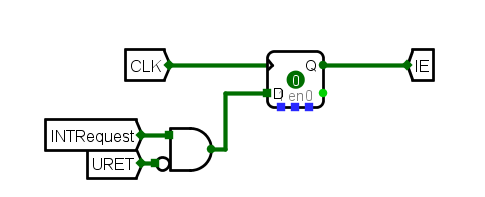 CLK
Q
0
IE
D
en0
INTRequest
URET